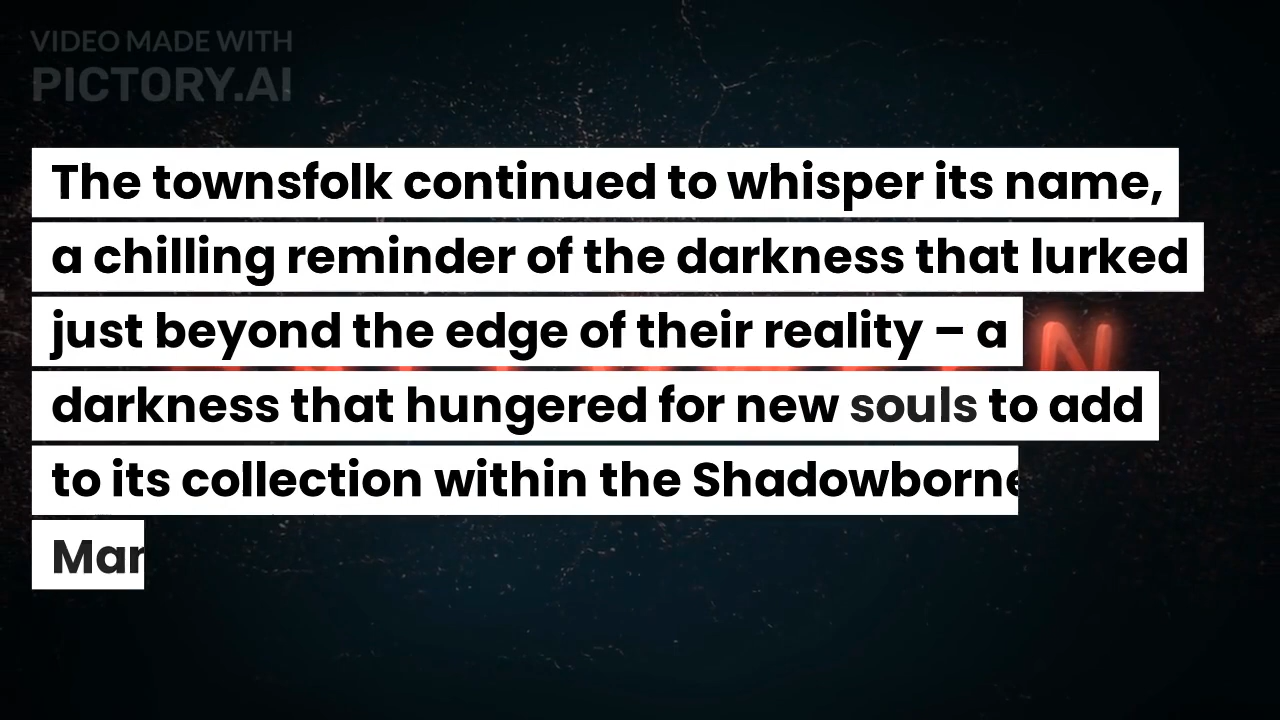 VIDEO MADE WITH
PICTORY.AI
The townsfolk continued to whisper its name,
a chilling reminder of the darkness that lurked
just beyond the edge of their reality – a
N
darkness that hungered for new souls to add
to its collection within the Shadowborne